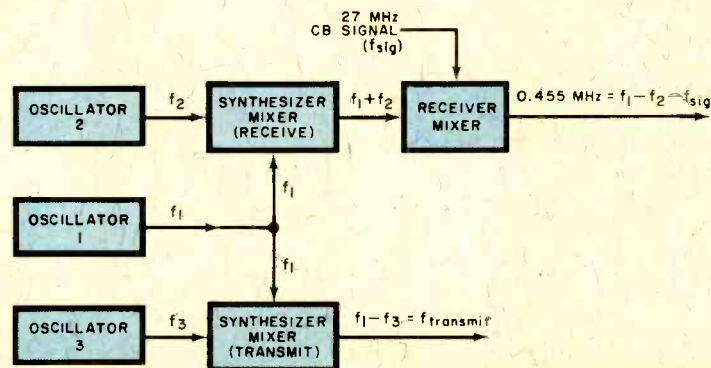 27 MHz
CB SIGNAL
(fsig)
OSCILLATOR
2
f2
SYNTHESIZER
MIXER
(RECEIVE)
f1+f2
RECEIVER
MIXER
0.455 MHz = f1-f2-fsig
f1
OSCILLATOR
1
f1
f1
OSCILLATOR
3
f3
SYNTHESIZER
MIXER
(TRANSMIT)
f1-f3 = ftransmit